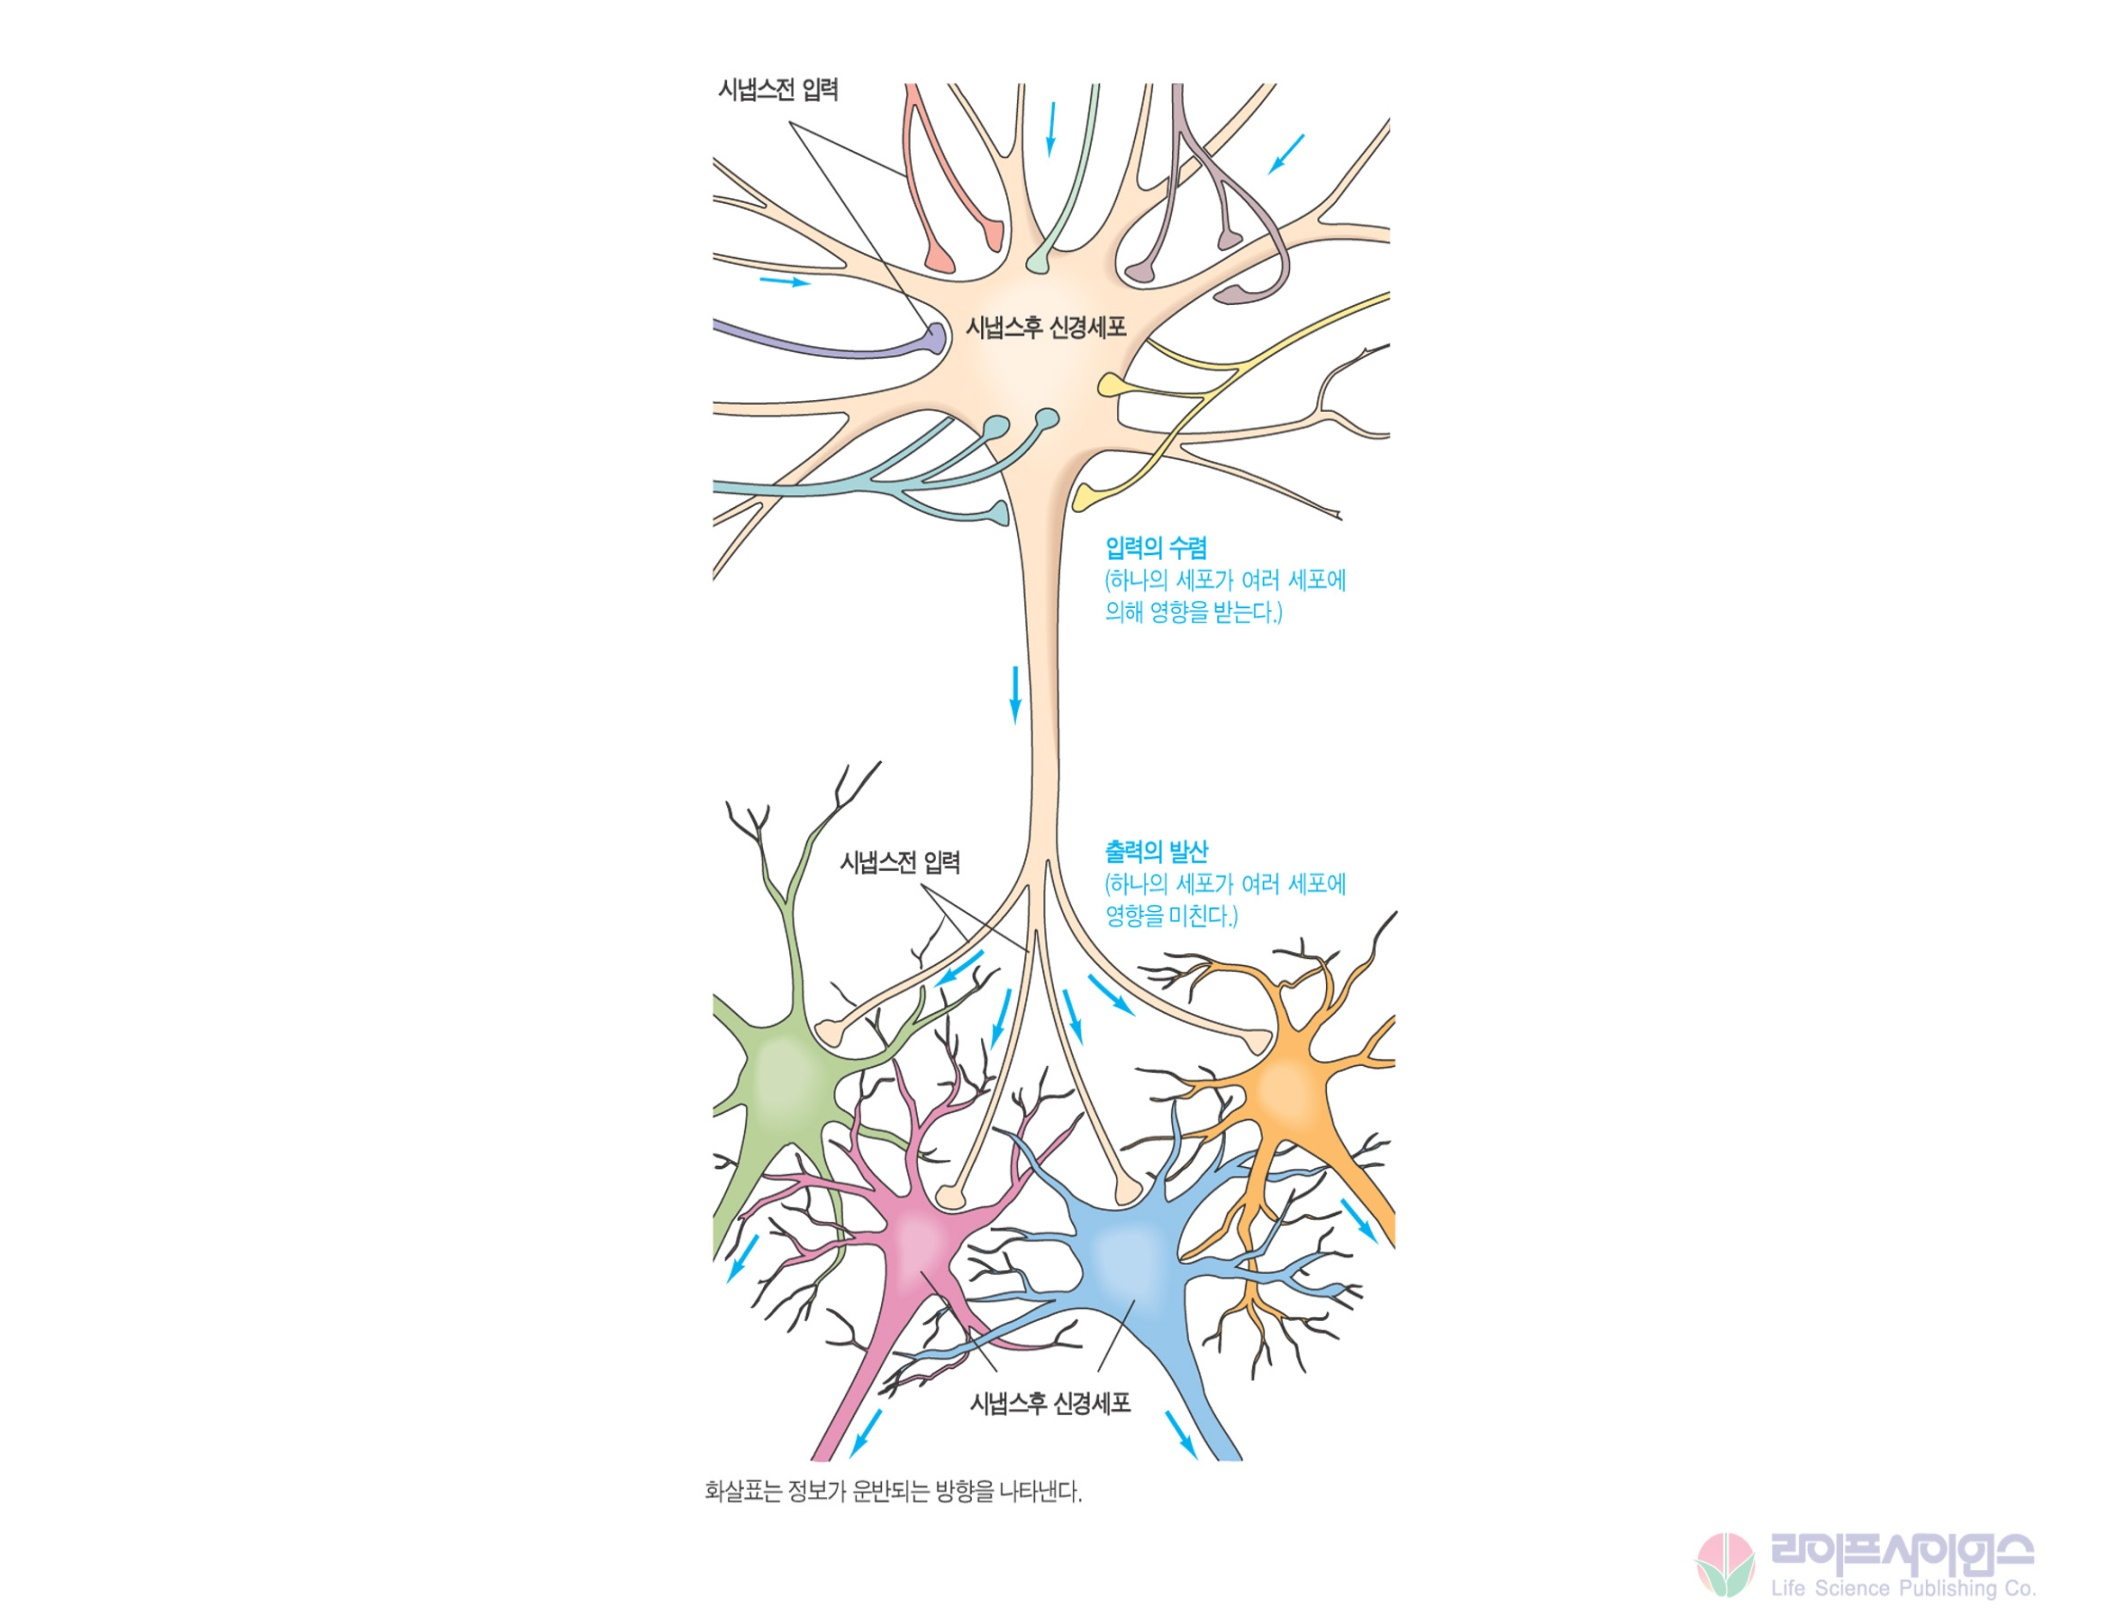 시냅스전 입력
시냅스후 신경세포
입력의 수렴
(하나의 세포가 여러 세포에
의해 영향을 받는다.)
시냅스전 입력
출력의 발산
(하나의 세포가 여러 세포에
영향을 미친다.)
시냅스후 신경세포
화살표는 정보가 운반되는 방향을 나타낸다.
라이프사이언스
Life Science Publishing Co.